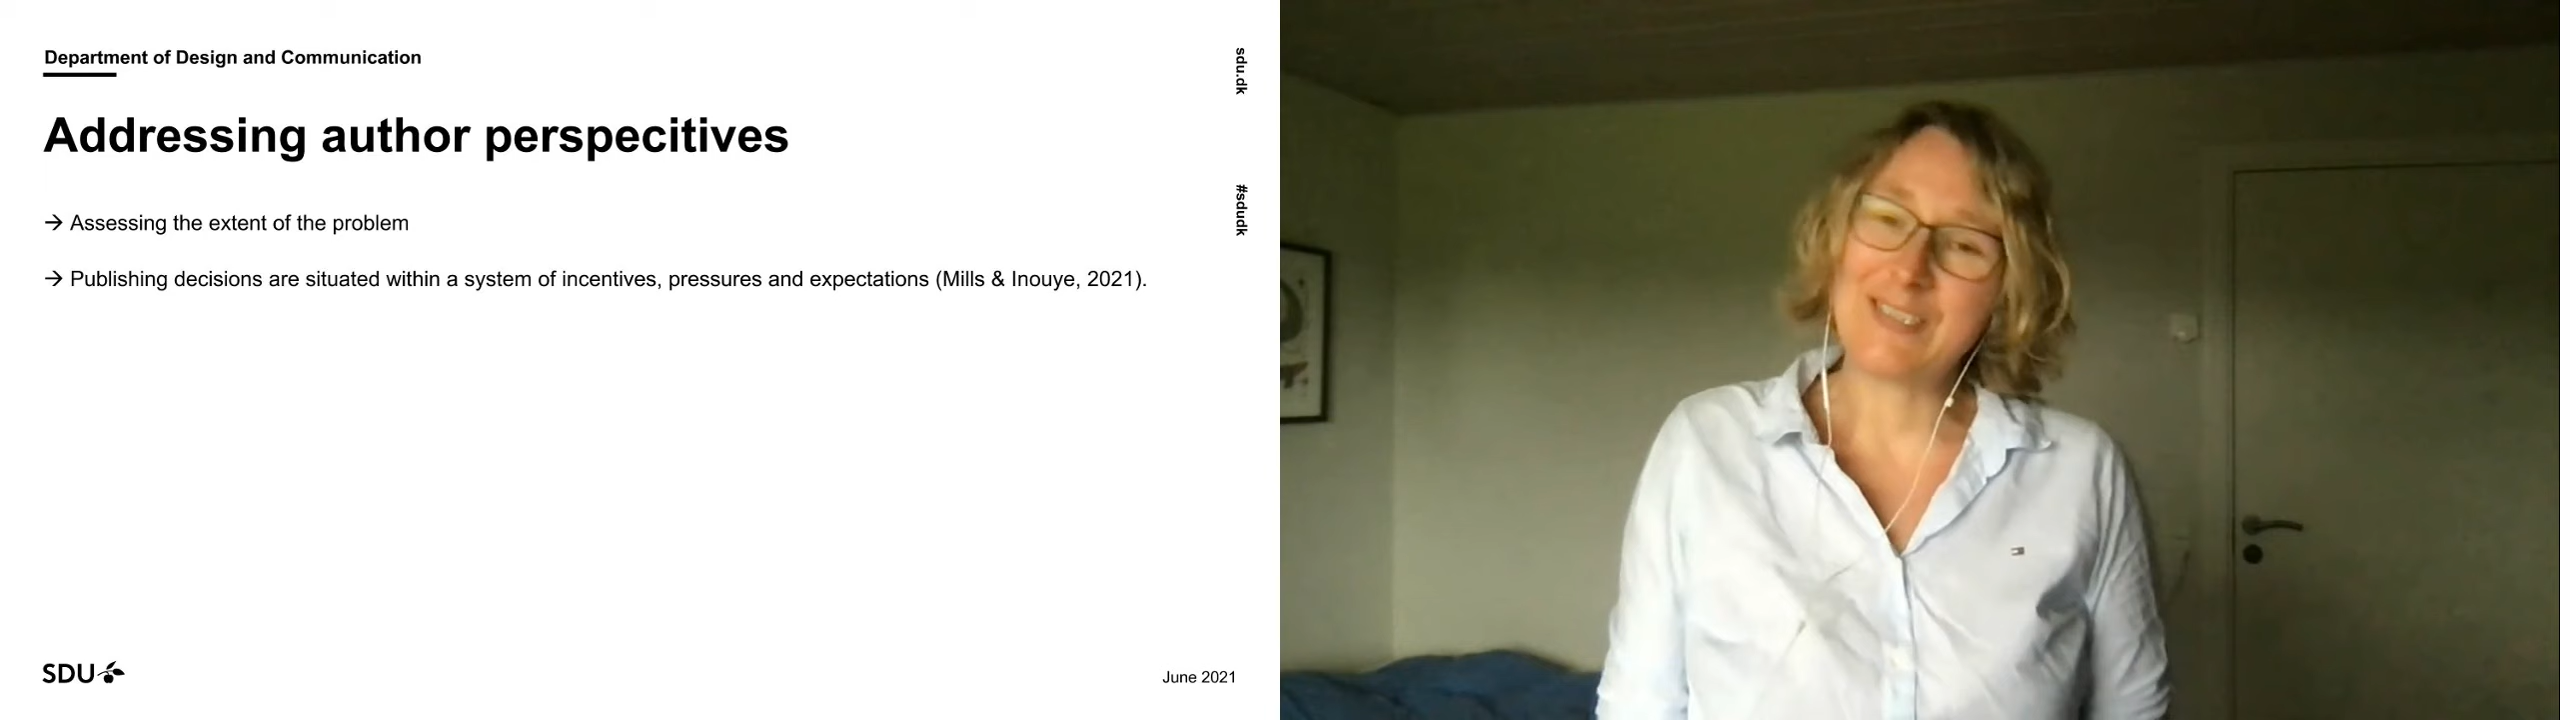 Department of Design and Communication
sdu.dk
Addressing author perspecitives
#sdudk
→ Assessing the extent of the problem
→ Publishing decisions are situated within a system of incentives, pressures and expectations (Mills & Inouye, 2021).
SDU
June 2021